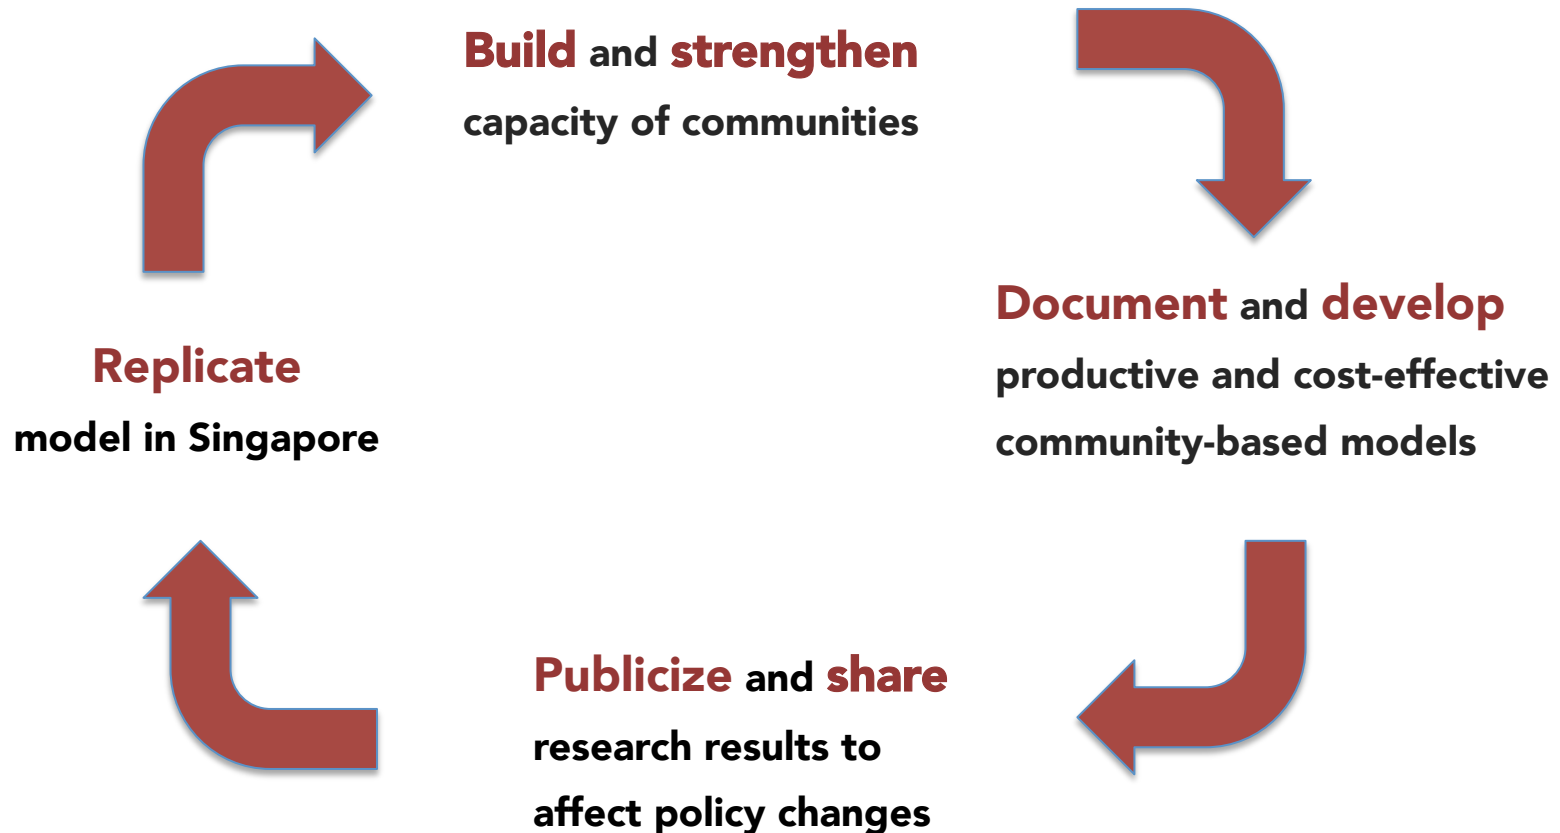 Build and strengthen
capacity of communities
Document and develop
productive and cost-effective
community-based models
Publicize and share
research results to
affect policy changes
Replicate
model in Singapore